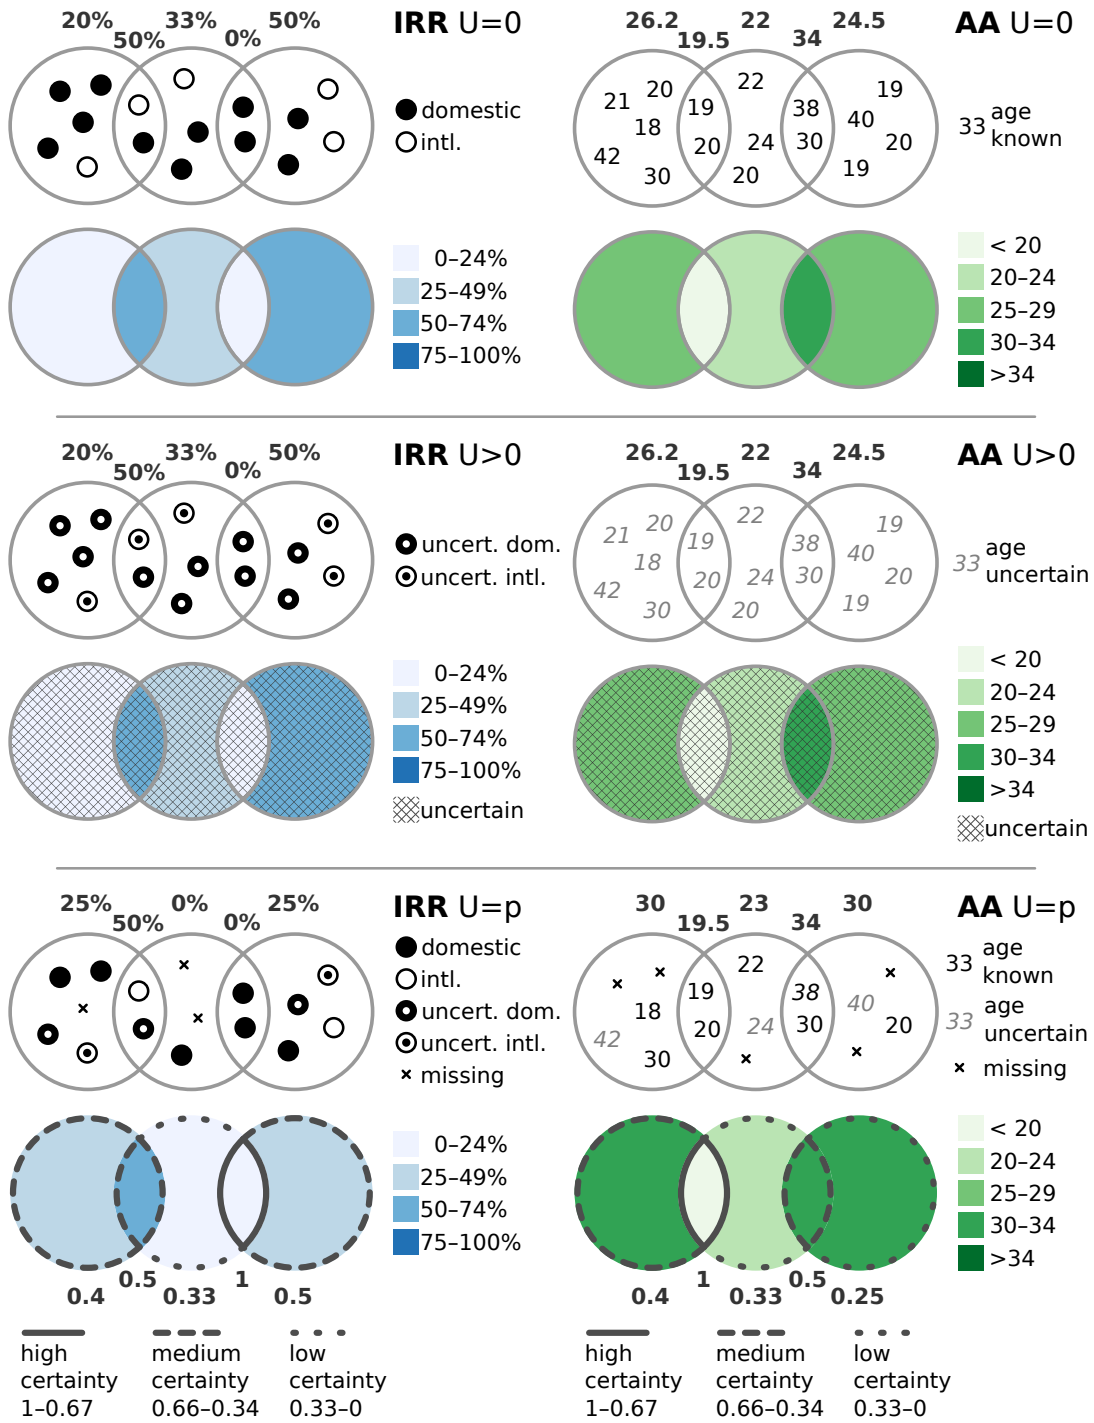 20% 33% 50%
50% 0%
IRR U=0
domestic
intl.
0–24%
25–49%
50–74%
75–100%
26.2 22 24.5
19.5 34
AA U=0
21 20 18 42 30
19 20
22 24 20
38 30
19 40 20 19
33 age
known
< 20
20–24
25–29
30–34
>34
20% 33% 50%
50% 0%
IRR U>0
uncert. dom.
uncert. intl.
0–24%
25–49%
50–74%
75–100%
uncertain
26.2 22 24.5
19.5 34
AA U>0
21 20 18 42 30
19 20
22 24 20
38 30
19 40 20 19
33 age
uncertain
< 20
20–24
25–29
30–34
>34
uncertain
25% 0% 25%
50% 0%
IRR U=p
domestic
intl.
uncert. dom.
uncert. intl.
× missing
0–24%
25–49%
50–74%
75–100%
0.5 1
0.4 0.33 0.5
high
certainty
1–0.67
medium
certainty
0.66–0.34
low
certainty
0.33–0
30 23 30
19.5 34
AA U=p
18 42 30
19 20
22 24
38 30
40 20
33 age
known
33 age
uncertain
× missing
< 20
20–24
25–29
30–34
>34
1 0.5
0.4 0.33 0.25
high
certainty
1–0.67
medium
certainty
0.66–0.34
low
certainty
0.33–0